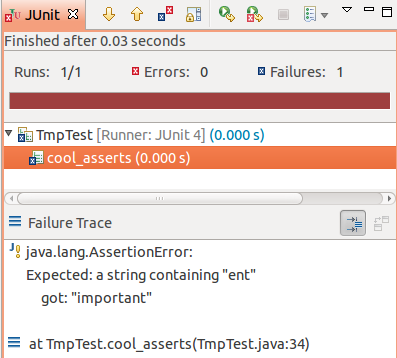 JUnit
Finished after 0.03 seconds
Runs: 1/1 Errors: 0 Failures: 1
TmpTest [Runner: JUnit 4] (0.000 s)
cool_asserts (0.000 s)
Failure Trace
java.lang.AssertionError:
Expected: a string containing "ent"
got: "important"
at TmpTest.cool_asserts(TmpTest.java:34)